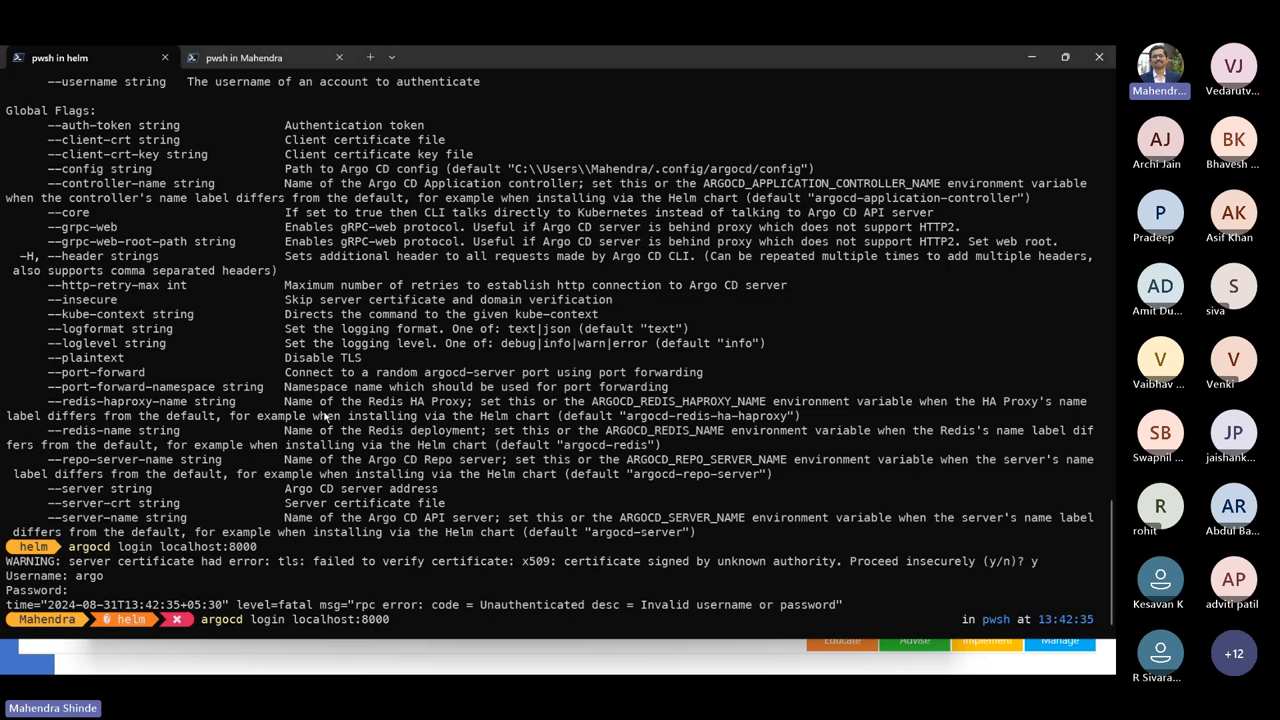 pwsh in helm
pwsh in Mahendra
--username string The username of an account to authenticate
Global Flags:
--auth-token string Authentication token
--client-crt string Client certificate file
--client-crt-key string Client certificate key file
--config string Path to Argo CD config (default "C:\\Users\\Mahendra/.config/argocd/config")
--controller-name string Name of the Argo CD Application controller; set this or the ARGOCD_APPLICATION_CONTROLLER_NAME environment variable
when the controller's name label differs from the default, for example when installing via the Helm chart (default "argocd-application-controller")
--core If set to true then CLI talks directly to Kubernetes instead of talking to Argo CD API server
--grpc-web Enables gRPC-web protocol. Useful if Argo CD server is behind proxy which does not support HTTP2.
--grpc-web-root-path string Enables gRPC-web protocol. Useful if Argo CD server is behind proxy which does not support HTTP2. Set web root.
-H, --header strings Sets additional header to all requests made by Argo CD CLI. (Can be repeated multiple times to add multiple headers,
also supports comma separated headers)
--http-retry-max int Maximum number of retries to establish http connection to Argo CD server
--insecure Skip server certificate and domain verification
--kube-context string Directs the command to the given kube-context
--logformat string Set the logging format. One of: text|json (default "text")
--loglevel string Set the logging level. One of: debug|info|warn|error (default "info")
--plaintext Disable TLS
--port-forward Connect to a random argocd-server port using port forwarding
--port-forward-namespace string Namespace name which should be used for port forwarding
--redis-haproxy-name string Name of the Redis HA Proxy; set this or the ARGOCD_REDIS_HAPROXY_NAME environment variable when the HA Proxy's name
label differs from the default, for example when installing via the Helm chart (default "argocd-redis-ha-haproxy")
--redis-name string Name of the Redis deployment; set this or the ARGOCD_REDIS_NAME environment variable when the Redis's name label dif
fers from the default, for example when installing via the Helm chart (default "argocd-redis")
--repo-server-name string Name of the Argo CD Repo server; set this or the ARGOCD_REPO_SERVER_NAME environment variable when the server's name
label differs from the default, for example when installing via the Helm chart (default "argocd-repo-server")
--server string Argo CD server address
--server-crt string Server certificate file
--server-name string Name of the Argo CD API server; set this or the ARGOCD_SERVER_NAME environment variable when the server's name label
differs from the default, for example when installing via the Helm chart (default "argocd-server")
helm argocd login localhost:8000
WARNING: server certificate had error: tls: failed to verify certificate: x509: certificate signed by unknown authority. Proceed insecurely (y/n)? y
Username: argo
Password:
time="2024-08-31T13:42:35+05:30" level=fatal msg="rpc error: code = Unauthenticated desc = Invalid username or password"
Mahendra helm argocd login localhost:8000 in pwsh at 13:42:35
Educate Advise Implement Manage
Mahendra Shinde
Mahendr...
VJ
Vedarutv...
AJ
Archi Jain
BK
Bhavesh ...
P
Pradeep
AK
Asif Khan
AD
Amit Du...
S
siva
V
Vaibhav ...
V
Venki
SB
Swapnil ...
JP
jaishank...
R
rohit
AR
Abdul Ba...
Kesavan K
AP
adviti patil
R Sivara...
+12